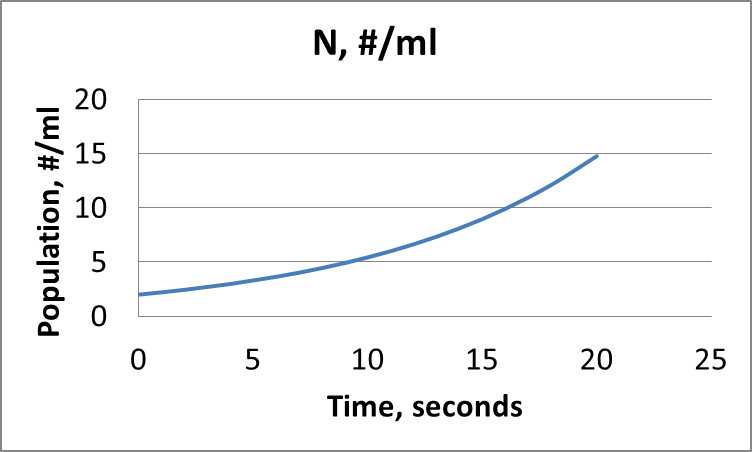 N, #/ml
Population, #/ml
20
15
10
5
0
0 5 10 15 20 25
Time, seconds